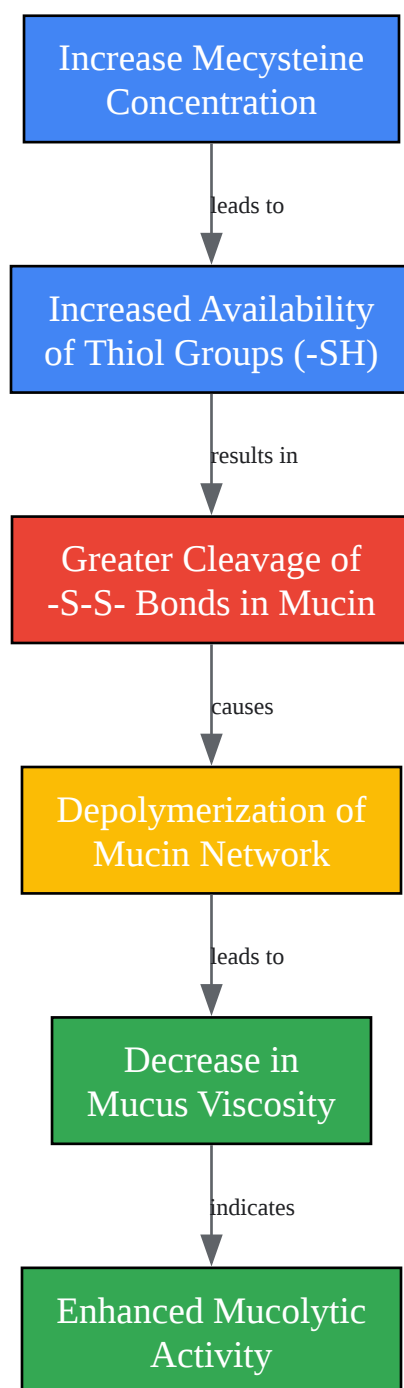 Increase Mecysteine
Concentration
leads to
Increased Availability
of Thiol Groups (-SH)
results in
Greater Cleavage of
-S-S- Bonds in Mucin
causes
Depolymerization of
Mucin Network
leads to
Decrease in
Mucus Viscosity
indicates
Enhanced Mucolytic
Activity